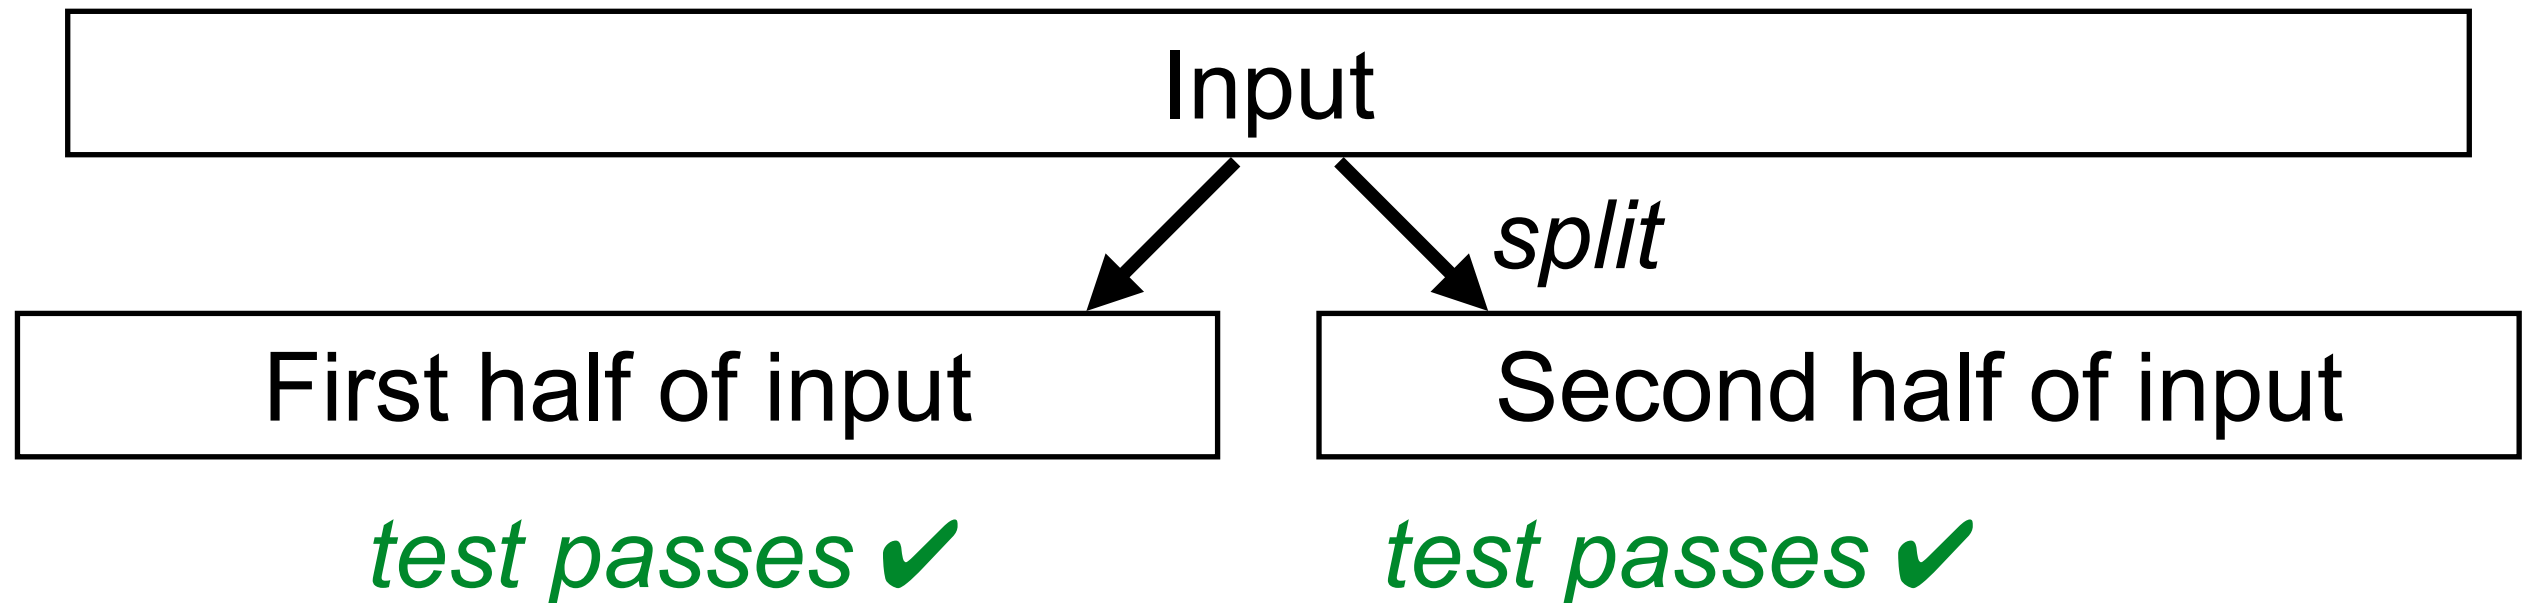 Input
split
First half of input
Second half of input
test passes ✔
test passes ✔